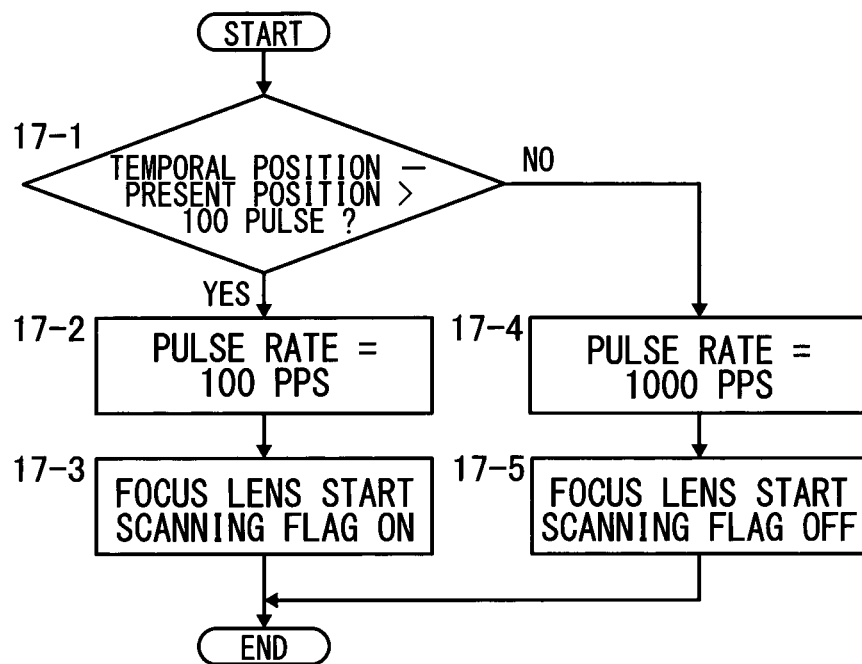 START
17-1
TEMPORAL POSITION –
PRESENT POSITION >
100 PULSE ?
NO
YES
17-2
PULSE RATE =
100 PPS
17-4
PULSE RATE =
1000 PPS
17-3
FOCUS LENS START
SCANNING FLAG ON
17-5
FOCUS LENS START
SCANNING FLAG OFF
END